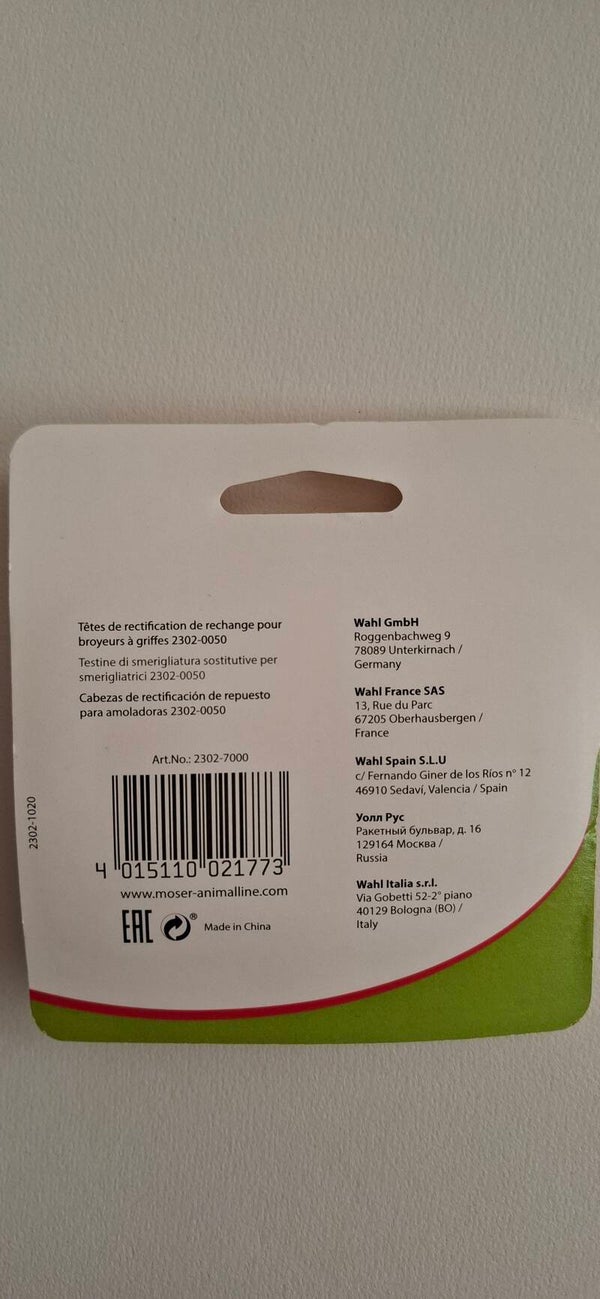 Têtes de rectification de rechange pour
broyeurs à griffes 2302-0050
Testine di smerigliatura sostitutive per
smerigliatrici 2302-0050
Cabezas de rectificación de repuesto
para amoladoras 2302-0050
Art.No.: 2302-7000
4 015110 021773
www.moser-animalline.com
EAC ® Made in China
2302-1020
Wahl GmbH
Roggenbachweg 9
78089 Unterkirnach /
Germany
Wahl France SAS
13, Rue du Parc
67205 Oberhausbergen /
France
Wahl Spain S.L.U
c/ Fernando Giner de los Ríos n° 12
46910 Sedaví, Valencia / Spain
Уолл Рус
Ракетный бульвар, д. 16
129164 Москва /
Russia
Wahl Italia s.r.l.
Via Gobetti 52-2° piano
40129 Bologna (BO) /
Italy